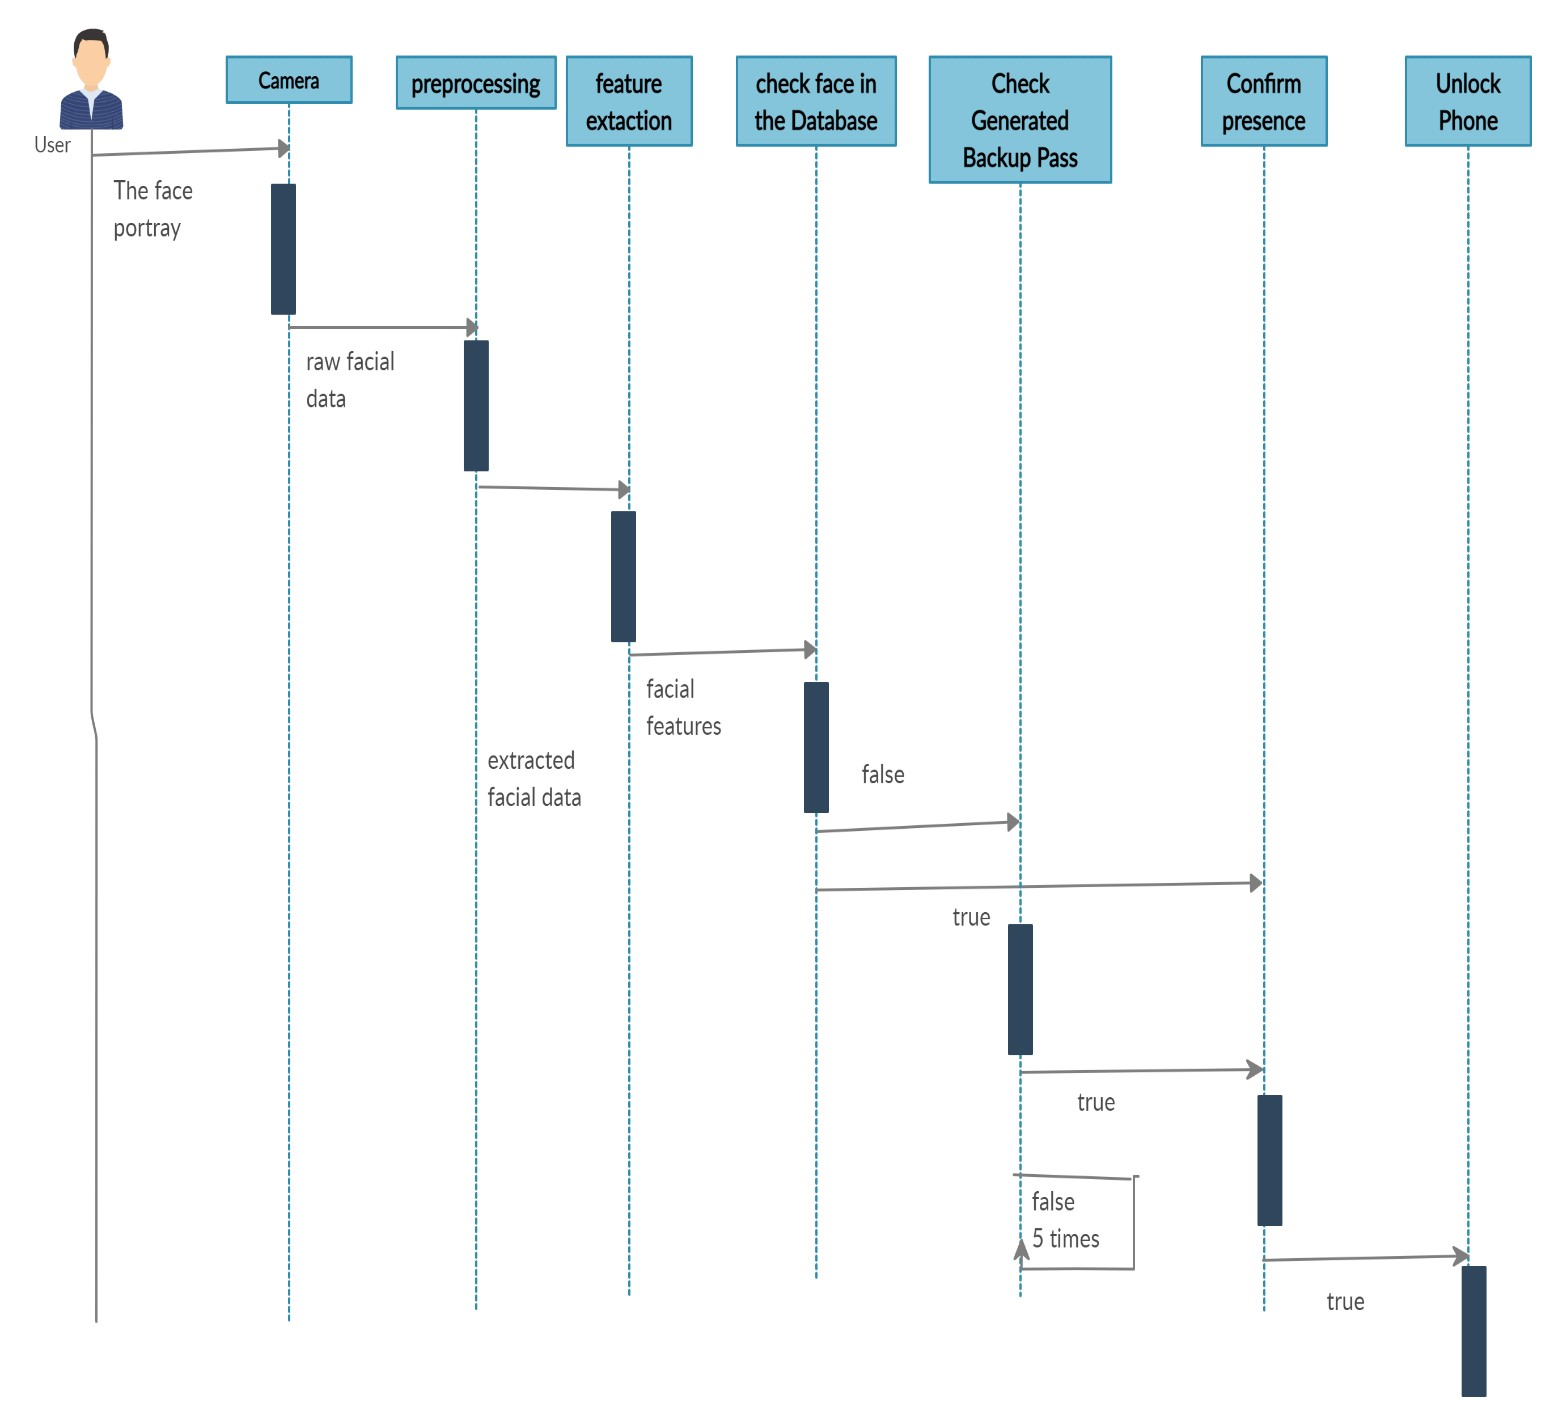 Camera
preprocessing
feature
extaction
check face in
the Database
Check
Generated
Backup Pass
Confirm
presence
Unlock
Phone
User
The face
portray
raw facial
data
facial
features
extracted
facial data
false
true
true
false
5 times
true